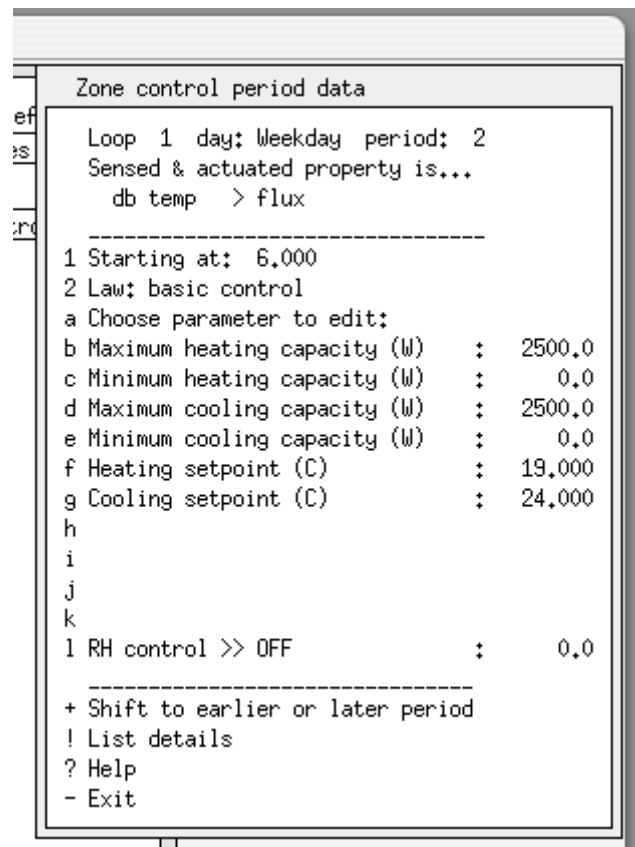 Zone control period data
ef
es
Loop 1 day: Weekday period: 2
Sensed & actuated property is...
db temp > flux
1 Starting at: 6.000
2 Law: basic control
a Choose parameter to edit:
b Maximum heating capacity (W) : 2500.0
c Minimum heating capacity (W) : 0.0
d Maximum cooling capacity (W) : 2500.0
e Minimum cooling capacity (W) : 0.0
f Heating setpoint (C) : 19.000
g Cooling setpoint (C) : 24.000
h
i
j
k
l RH control >> OFF : 0.0
+ Shift to earlier or later period
! List details
? Help
- Exit